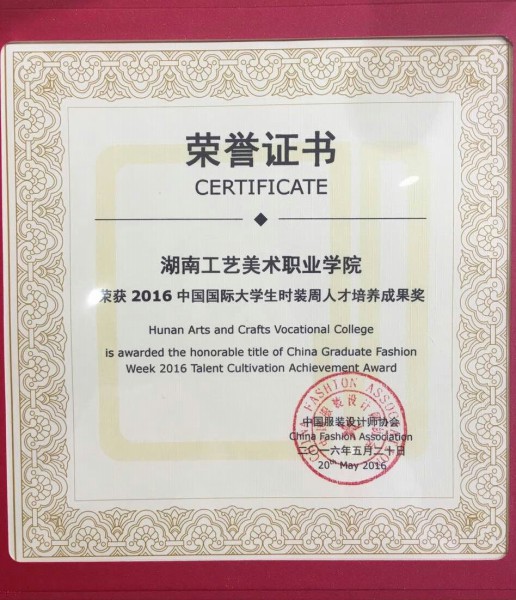 荣誉证书
CERTIFICATE
湖南工艺美术职业学院
荣获 2016 中国国际大学生时装周人才培养成果奖
Hunan Arts and Crafts Vocational College
is awarded the honorable title of China Graduate Fashion
Week 2016 Talent Cultivation Achievement Award
CHINA FASHION ASSOCIATION
中国服装设计师协会
China Fashion Association
二〇一六年五月二十日
20th May 2016